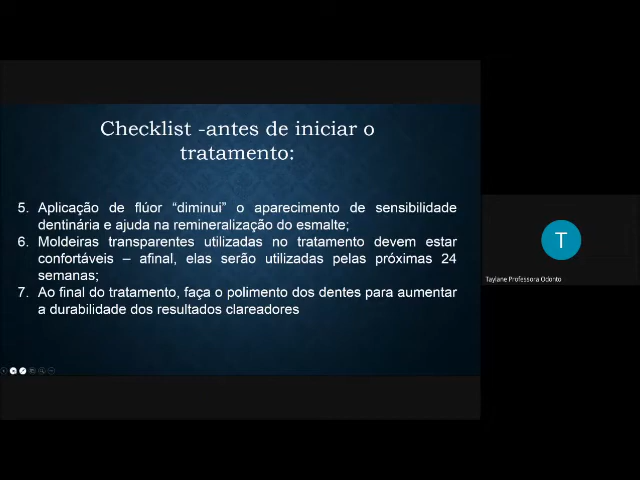 Checklist -antes de iniciar o
tratamento:
5. Aplicação de flúor “diminui” o aparecimento de sensibilidade
dentinária e ajuda na remineralização do esmalte;
6. Moldeiras transparentes utilizadas no tratamento devem estar
confortáveis – afinal, elas serão utilizadas pelas próximas 24
semanas;
7. Ao final do tratamento, faça o polimento dos dentes para aumentar
a durabilidade dos resultados clareadores
T
Taylane Professora Odonto